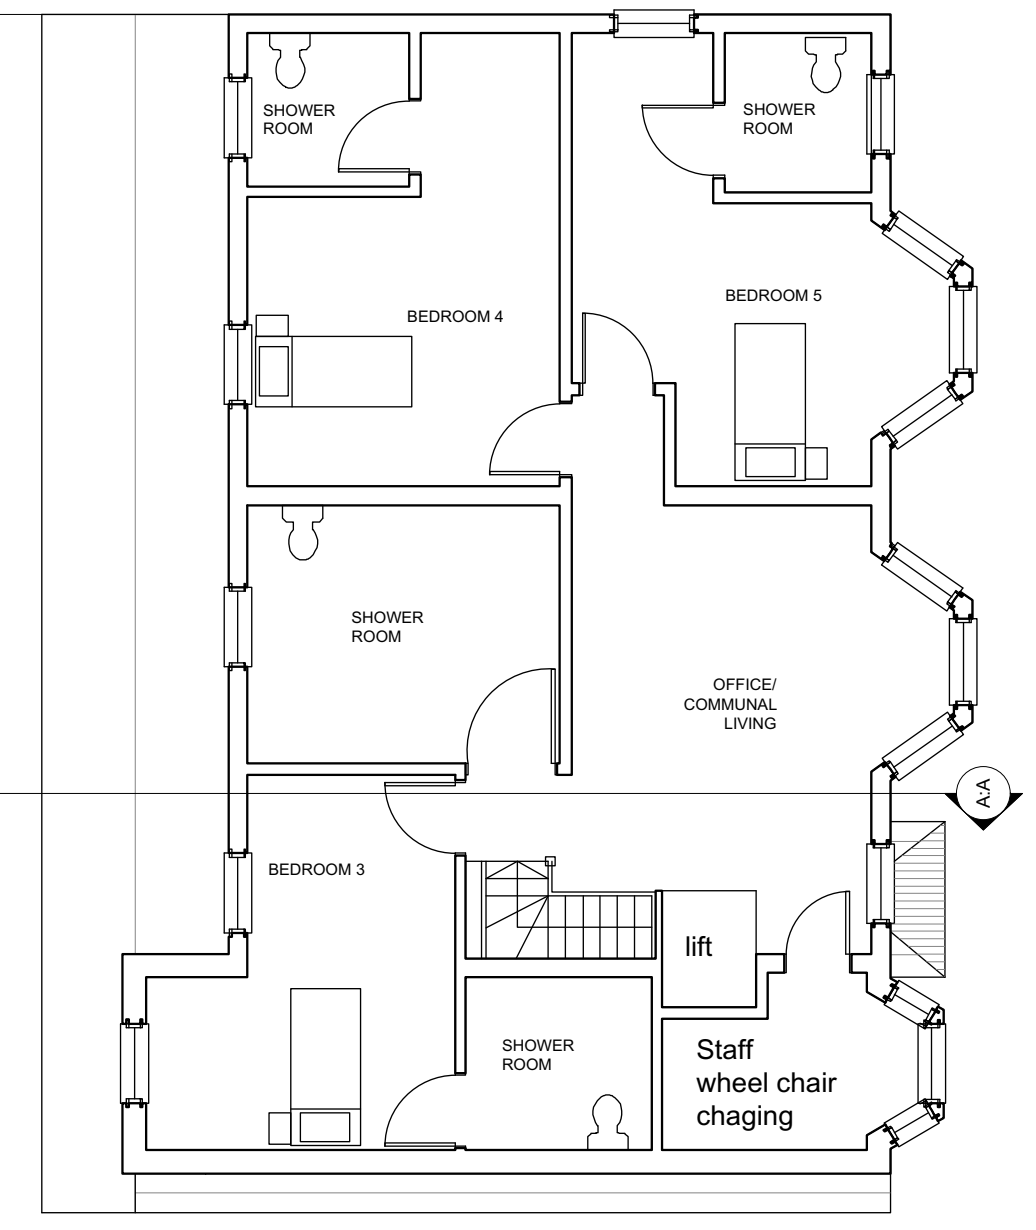 SHOWER
ROOM
SHOWER
ROOM
BEDROOM 5
BEDROOM 4
SHOWER
ROOM
OFFICE/
COMMUNAL
LIVING
A:A
BEDROOM 3
lift
SHOWER
ROOM
Staff
wheel chair
chaging